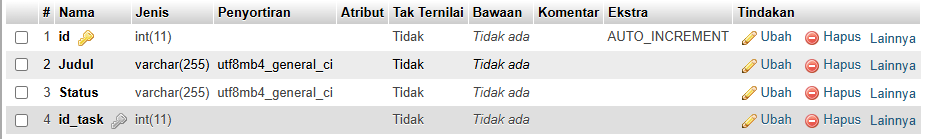 # Nama Jenis Penyortiran Atribut Tak Ternilai Bawaan Komentar Ekstra Tindakan
1 id int(11) Tidak Tidak ada AUTO_INCREMENT Ubah Hapus Lainnya
2 Judul varchar(255) utf8mb4_general_ci Tidak Tidak ada Ubah Hapus Lainnya
3 Status varchar(255) utf8mb4_general_ci Tidak Tidak ada Ubah Hapus Lainnya
4 id_task int(11) Tidak Tidak ada Ubah Hapus Lainnya